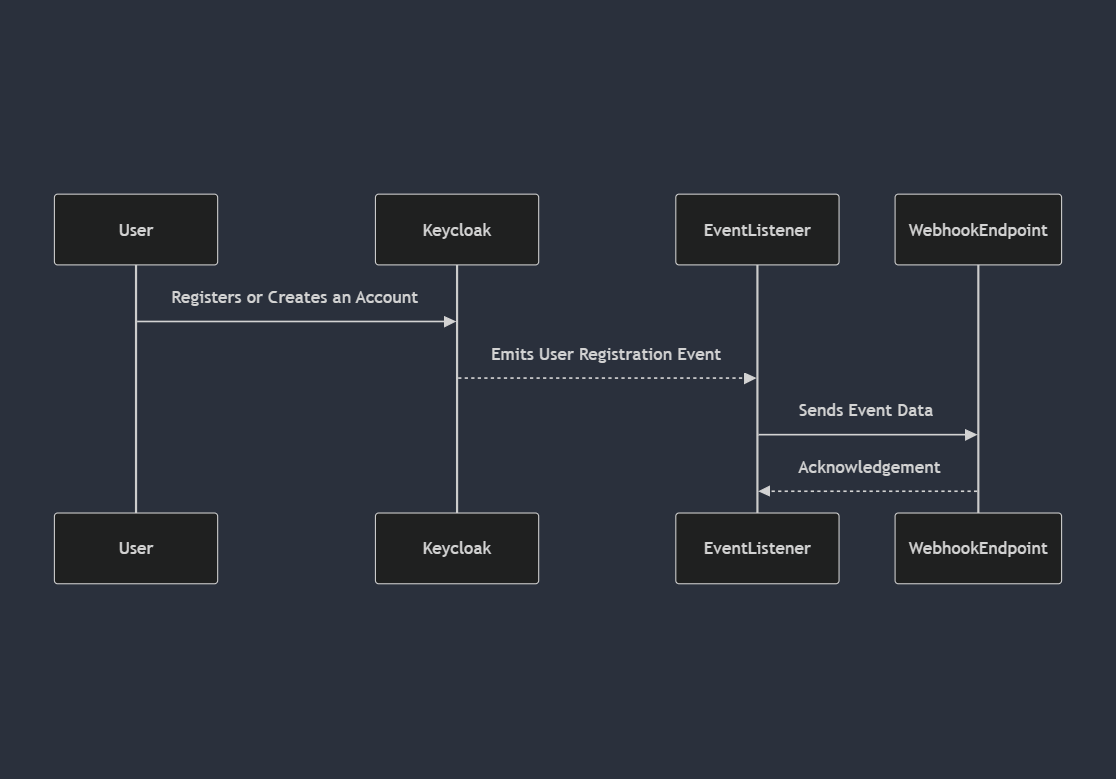 User
Keycloak
EventListener
WebhookEndpoint
Registers or Creates an Account
Emits User Registration Event
Sends Event Data
Acknowledgement
User
Keycloak
EventListener
WebhookEndpoint